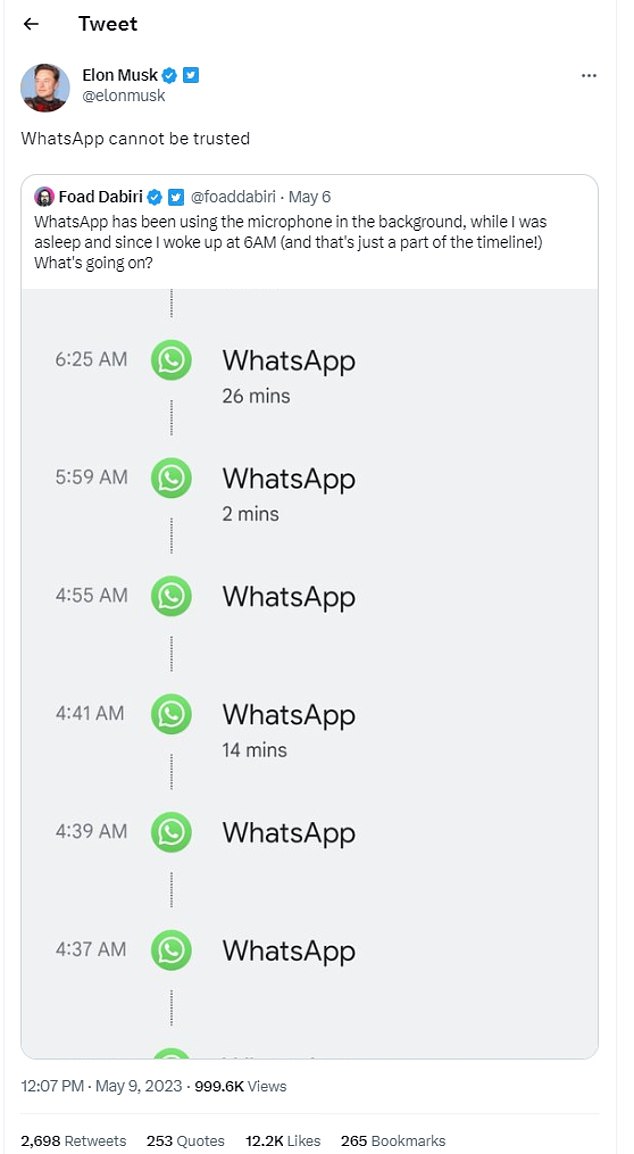 Tweet
Elon Musk
@elonmusk
WhatsApp cannot be trusted
Foad Dabiri @foaddabiri · May 6
WhatsApp has been using the microphone in the background, while I was
asleep and since I woke up at 6AM (and that's just a part of the timeline!)
What's going on?
6:25 AM WhatsApp
26 mins
5:59 AM WhatsApp
2 mins
4:55 AM WhatsApp
4:41 AM WhatsApp
14 mins
4:39 AM WhatsApp
4:37 AM WhatsApp
12:07 PM · May 9, 2023 · 999.6K Views
2,698 Retweets 253 Quotes 12.2K Likes 265 Bookmarks